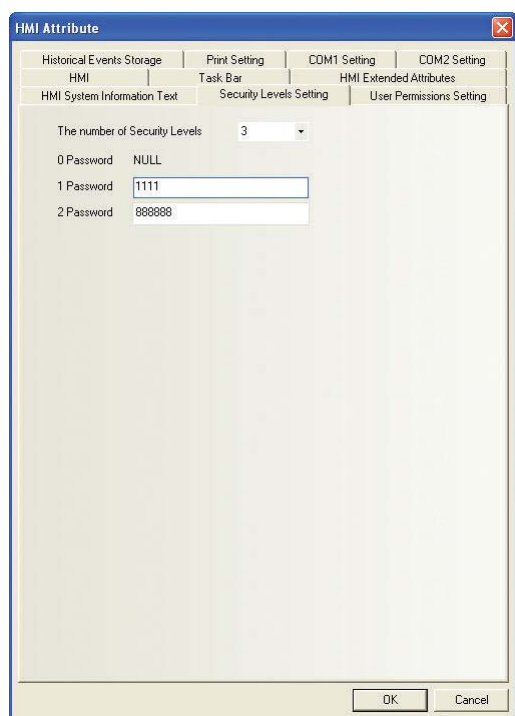 HMI Attribute
Historical Events Storage Print Setting COM1 Setting COM2 Setting
HMI Task Bar HMI Extended Attributes
HMI System Information Text Security Levels Setting User Permissions Setting
The number of Security Levels 3
0 Password NULL
1 Password 1111
2 Password 888888
OK Cancel